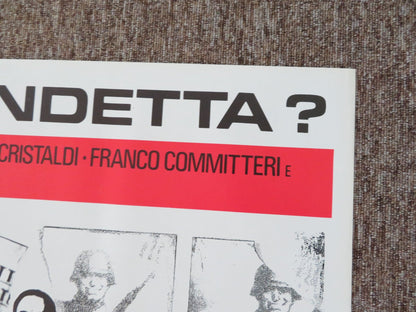 NDETTA ?
CRISTALDI · FRANCO COMMITTERI E